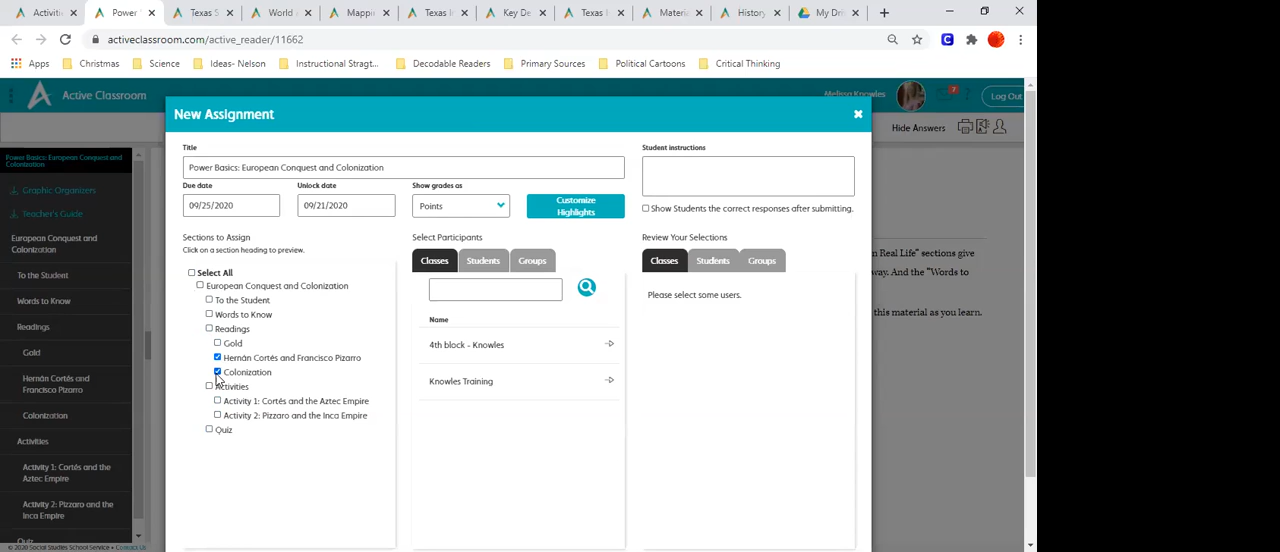 Activiti
Power
Texas S
World
Mappir
Texas I
Key De
Texas I
Materi
History
My Dri
activeclassroom.com/active_reader/11662
Apps Christmas Science Ideas- Nelson Instructional Stragt... Decodable Readers Primary Sources Political Cartoons Critical Thinking
Active Classroom
Melissa Knowles
7
?
Log Out
New Assignment
Hide Answers
Power Basics: European Conquest and
Colonization
Graphic Organizers
Teacher's Guide
European Conquest and
Colonization
To the Student
Words to Know
Readings
Gold
Hernán Cortés and
Francisco Pizarro
Colonization
Activities
Activity 1: Cortés and the
Aztec Empire
Activity 2: Pizzaro and the
Inca Empire
Quiz
© 2020 Social Studies School Service • Contact Us
Title
Power Basics: European Conquest and Colonization
Student instructions
Due date
Unlock date
Show grades as
09/25/2020
09/21/2020
Points
Customize
Highlights
Show Students the correct responses after submitting.
Sections to Assign
Click on a section heading to preview.
Select All
European Conquest and Colonization
To the Student
Words to Know
Readings
Gold
Hernán Cortés and Francisco Pizarro
Colonization
Activities
Activity 1: Cortés and the Aztec Empire
Activity 2: Pizzaro and the Inca Empire
Quiz
Select Participants
Classes Students Groups
Name
4th block - Knowles
Knowles Training
Review Your Selections
Classes Students Groups
Please select some users.
n Real Life" sections give
way. And the "Words to
this material as you learn.